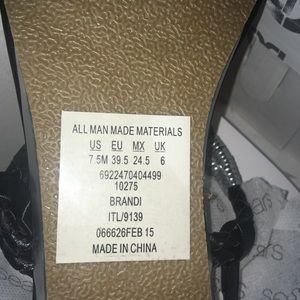 ALL MAN MADE MATERIALS
US EU MX UK
7.5M 39.5 24.5 6
6922470404499
10275
BRANDI
ITL/9139
066626FEB 15
MADE IN CHINA